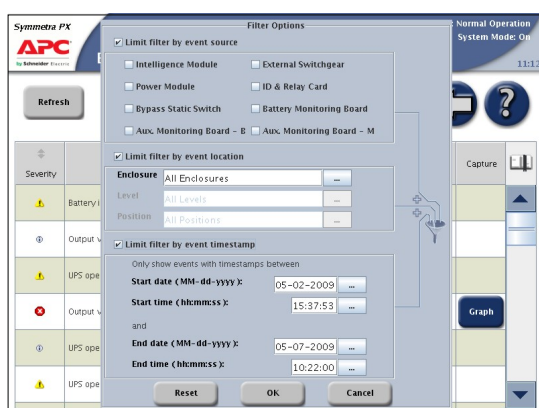 Symmetra PX
APC
by Schneider Electric
Filter Options
Normal Operation
System Mode: On
11:12
Limit filter by event source
Intelligence Module
External Switchgear
Power Module
ID & Relay Card
Bypass Static Switch
Battery Monitoring Board
Aux. Monitoring Board - B
Aux. Monitoring Board - M
Refresh
?
Limit filter by event location
Enclosure All Enclosures ...
Level All Levels ...
Position All Positions ...
Severity
Capture
Battery i
Output v
UPS ope
Output v
Graph
UPS ope
UPS ope
Limit filter by event timestamp
Only show events with timestamps between
Start date (MM-dd-yyyy): 05-02-2009 ...
Start time (hh:mm:ss): 15:37:53 ...
and
End date (MM-dd-yyyy): 05-07-2009 ...
End time (hh:mm:ss): 10:22:00 ...
Reset OK Cancel